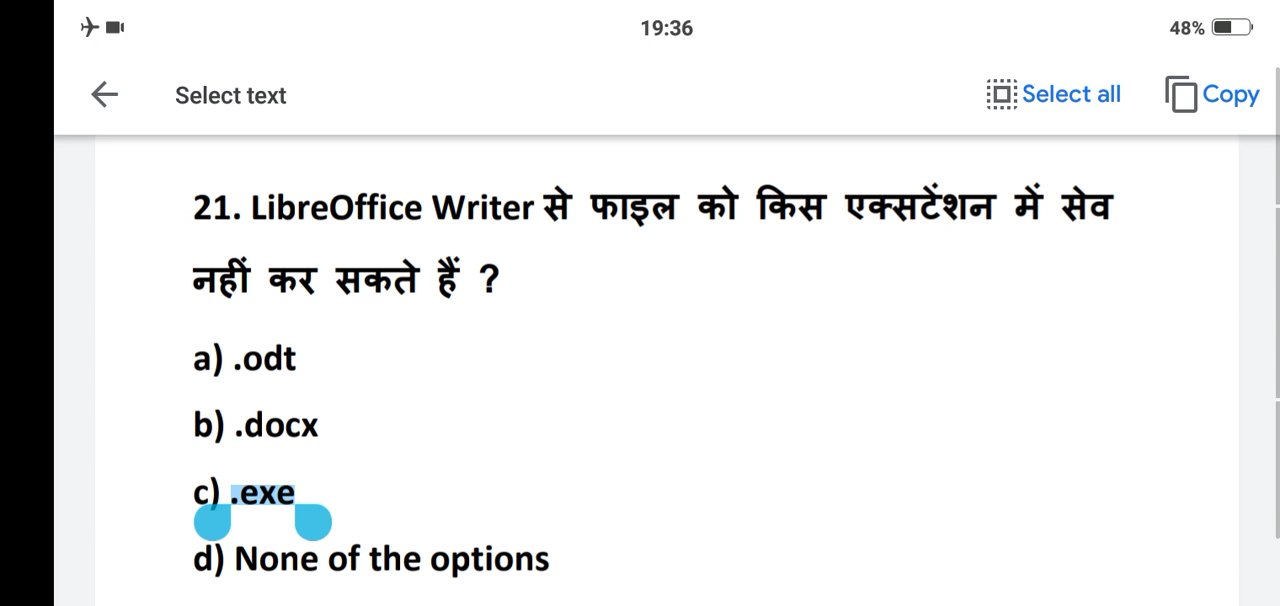 19:36
48%
Select text
Select all
Copy
21. LibreOffice Writer से फाइल को किस एक्सटेंशन में सेव
नहीं कर सकते हैं ?
a) .odt
b) .docx
c) .exe
d) None of the options